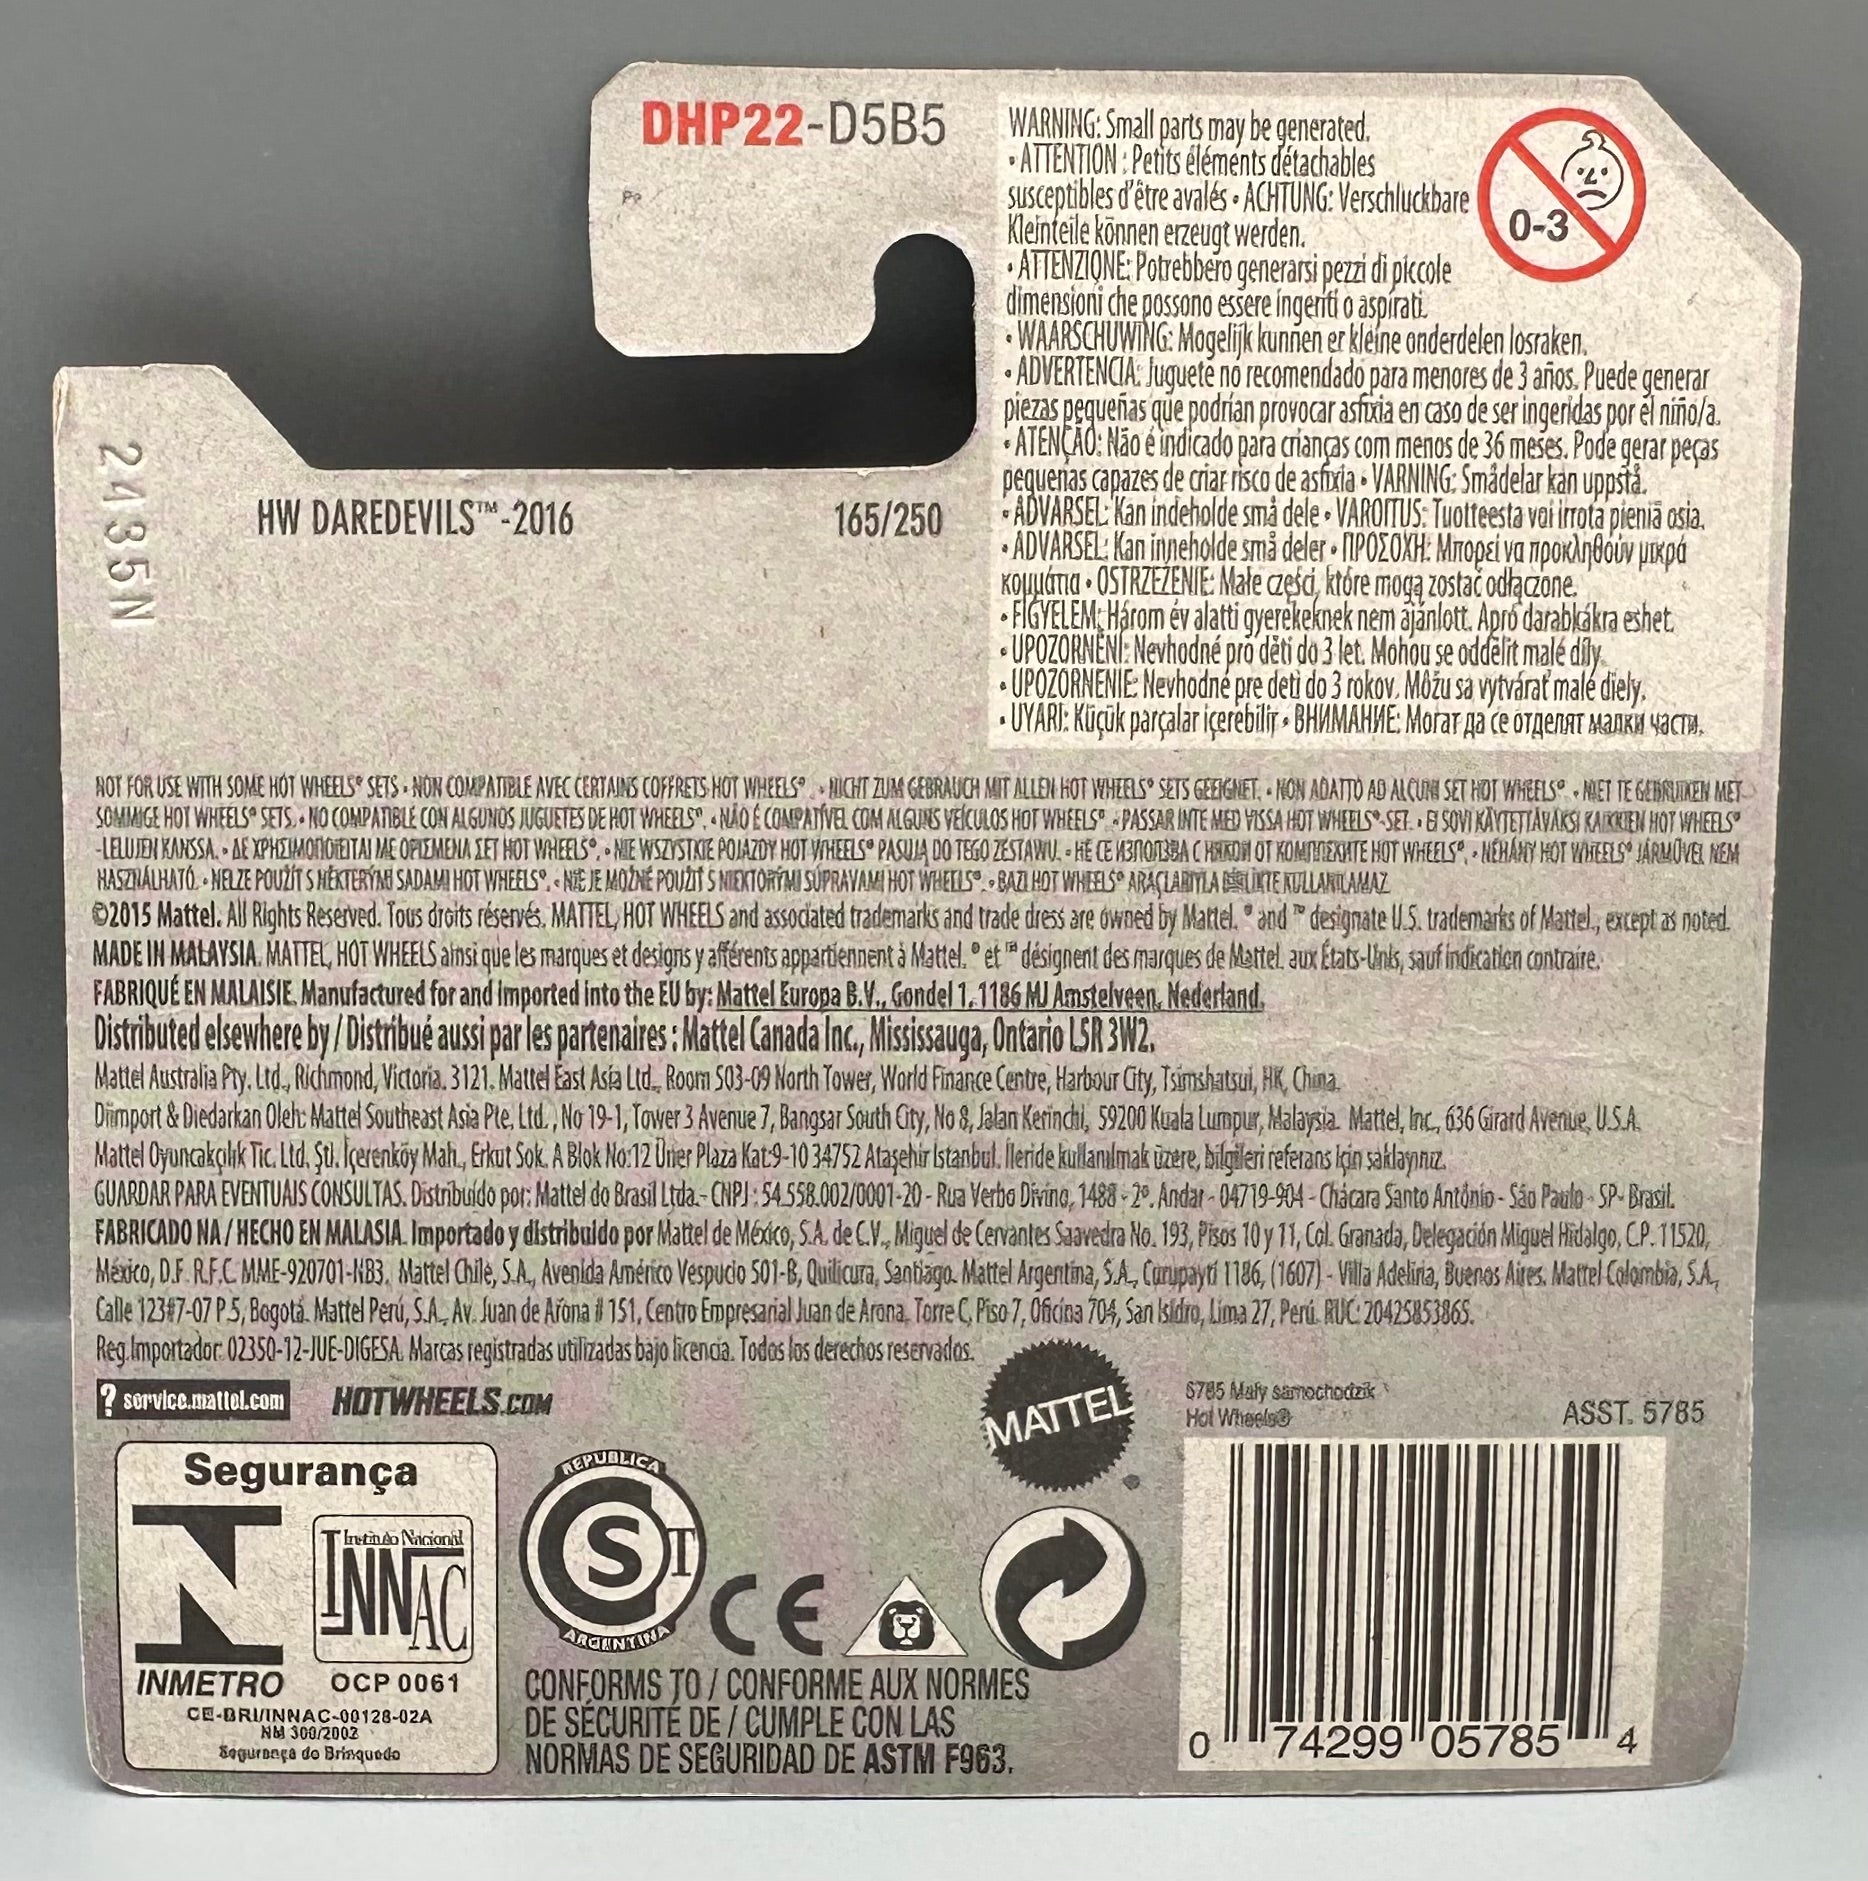 DHP22-D5B5
WARNING: Small parts may be generated.
• ATTENTION : Petits éléments détachables
susceptibles d'être avalés • ACHTUNG: Verschluckbare
Kleinteile können erzeugt werden.
• ATTENZIONE: Potrebbero generarsi pezzi di piccole
dimensioni che possono essere ingeriti o aspirati.
• WAARSCHUWING: Mogelijk kunnen er kleine onderdelen losraken.
• ADVERTENCIA: Juguete no recomendado para menores de 3 años. Puede generar
piezas pequeñas que podrían provocar asfixia en caso de ser ingeridas por el niño/a.
• ATENÇÃO: Não é indicado para crianças com menos de 36 meses. Pode gerar peças
pequenas capazes de criar risco de asfixia • VARNING: Smådelar kan uppstå.
• ADVARSEL: Kan indeholde små dele • VAROITUS: Tuotteesta voi irrota pieniä osia.
• ADVARSEL: Kan inneholde små deler • ΠΡΟΣΟΧΗ: Μπορεί να προκληθούν μικρά
κομμάτια • OSTRZEŻENIE: Małe części, które mogą zostać odłączone.
• FIGYELEM: Három év alatti gyerekeknek nem ajánlott. Apró darabkákra eshet.
• UPOZORNĚNÍ: Nevhodné pro děti do 3 let. Mohou se oddělit malé díly.
• UPOZORNENIE: Nevhodné pre deti do 3 rokov. Môžu sa vytvárať malé diely.
• UYARI: Küçük parçalar içerebilir • ВНИМАНИЕ: Могат да се отделят малки части.
0-3
2435N
HW DAREDEVILS™-2016
165/250
NOT FOR USE WITH SOME HOT WHEELS® SETS • NON COMPATIBLE AVEC CERTAINS COFFRETS HOT WHEELS®. • NICHT ZUM GEBRAUCH MIT ALLEN HOT WHEELS® SETS GEEIGNET. • NON ADATTO AD ALCUNI SET HOT WHEELS®. • NIET TE GEBRUIKEN MET
SOMMIGE HOT WHEELS® SETS. • NO COMPATIBLE CON ALGUNOS JUGUETES DE HOT WHEELS®. • NÃO É COMPATÍVEL COM ALGUNS VEÍCULOS HOT WHEELS® • PASSAR INTE MED VISSA HOT WHEELS®-SET. • EI SOVI KÄYTETTÄVÄKSI KAIKKIEN HOT WHEELS®
-LELUJEN KANSSA. • ΔΕ ΧΡΗΣΙΜΟΠΟΙΕΙΤΑΙ ΜΕ ΟΡΙΣΜΕΝΑ ΣΕΤ HOT WHEELS®. • NIE WSZYSTKIE POJAZDY HOT WHEELS® PASUJĄ DO TEGO ZESTAWU. • НЕ СЕ ИЗПОЛЗВА С НЯКОИ ОТ КОМПЛЕКТИТЕ HOT WHEELS®. • NÉHÁNY HOT WHEELS® JÁRMŰVEL NEM
HASZNÁLHATÓ. • NELZE POUŽÍT S NĚKTERÝMI SADAMI HOT WHEELS®. • NIE JE MOŽNÉ POUŽIŤ S NIEKTORÝMI SÚPRAVAMI HOT WHEELS®. • BAZI HOT WHEELS® ARAÇLARIYLA BİRLİKTE KULLANILAMAZ
©2015 Mattel. All Rights Reserved. Tous droits réservés. MATTEL, HOT WHEELS and associated trademarks and trade dress are owned by Mattel. ® and ™ designate U.S. trademarks of Mattel., except as noted.
MADE IN MALAYSIA. MATTEL, HOT WHEELS ainsi que les marques et designs y afférents appartiennent à Mattel. ® et ™ désignent des marques de Mattel. aux États-Unis, sauf indication contraire.
FABRIQUÉ EN MALAISIE. Manufactured for and imported into the EU by: Mattel Europa B.V., Gondel 1, 1186 MJ Amstelveen, Nederland.
Distributed elsewhere by / Distribué aussi par les partenaires : Mattel Canada Inc., Mississauga, Ontario L5R 3W2.
Mattel Australia Pty. Ltd., Richmond, Victoria. 3121. Mattel East Asia Ltd., Room 503-09 North Tower, World Finance Centre, Harbour City, Tsimshatsui, HK, China.
Diimport & Diedarkan Oleh: Mattel Southeast Asia Pte. Ltd., No 19-1, Tower 3 Avenue 7, Bangsar South City, No 8, Jalan Kerinchi, 59200 Kuala Lumpur, Malaysia. Mattel, Inc., 636 Girard Avenue, U.S.A.
Mattel Oyuncakçılık Tic. Ltd. Şti. İçerenköy Mah., Erkut Sok. A Blok No:12 Üner Plaza Kat:9-10 34752 Ataşehir İstanbul. İleride kullanılmak üzere, bilgileri referans için saklayınız.
GUARDAR PARA EVENTUAIS CONSULTAS. Distribuído por: Mattel do Brasil Ltda.- CNPJ : 54.558.002/0001-20 - Rua Verbo Divino, 1488 - 2º. Andar - 04719-904 - Chácara Santo Antônio - São Paulo - SP- Brasil.
FABRICADO NA / HECHO EN MALASIA. Importado y distribuido por Mattel de México, S.A. de C.V., Miguel de Cervantes Saavedra No. 193, Pisos 10 y 11, Col. Granada, Delegación Miguel Hidalgo, C.P. 11520,
México, D.F. R.F.C. MME-920701-NB3. Mattel Chile, S.A., Avenida Américo Vespucio 501-B, Quilicura, Santiago. Mattel Argentina, S.A., Curupaytí 1186, (1607) - Villa Adelina, Buenos Aires. Mattel Colombia, S.A.,
Calle 123#7-07 P.5, Bogotá. Mattel Perú, S.A., Av. Juan de Arona # 151, Centro Empresarial Juan de Arona, Torre C, Piso 7, Oficina 704, San Isidro, Lima 27, Perú. RUC: 20425853865.
Reg. Importador: 02350-12-JUE-DIGESA. Marcas registradas utilizadas bajo licencia. Todos los derechos reservados.
? service.mattel.com
HOTWHEELS.COM
MATTEL
5785 Mały samochodzik
Hot Wheels®
ASST. 5785
Segurança
Instituto Nacional
INNAC
INMETRO
OCP 0061
CE-BRI/INNAC-00128-02A
NM 300/2002
Segurança do Brinquedo
REPUBLICA
S T
ARGENTINA
CE
CONFORMS TO / CONFORME AUX NORMES
DE SÉCURITÉ DE / CUMPLE CON LAS
NORMAS DE SEGURIDAD DE ASTM F963.
0 74299 05785 4